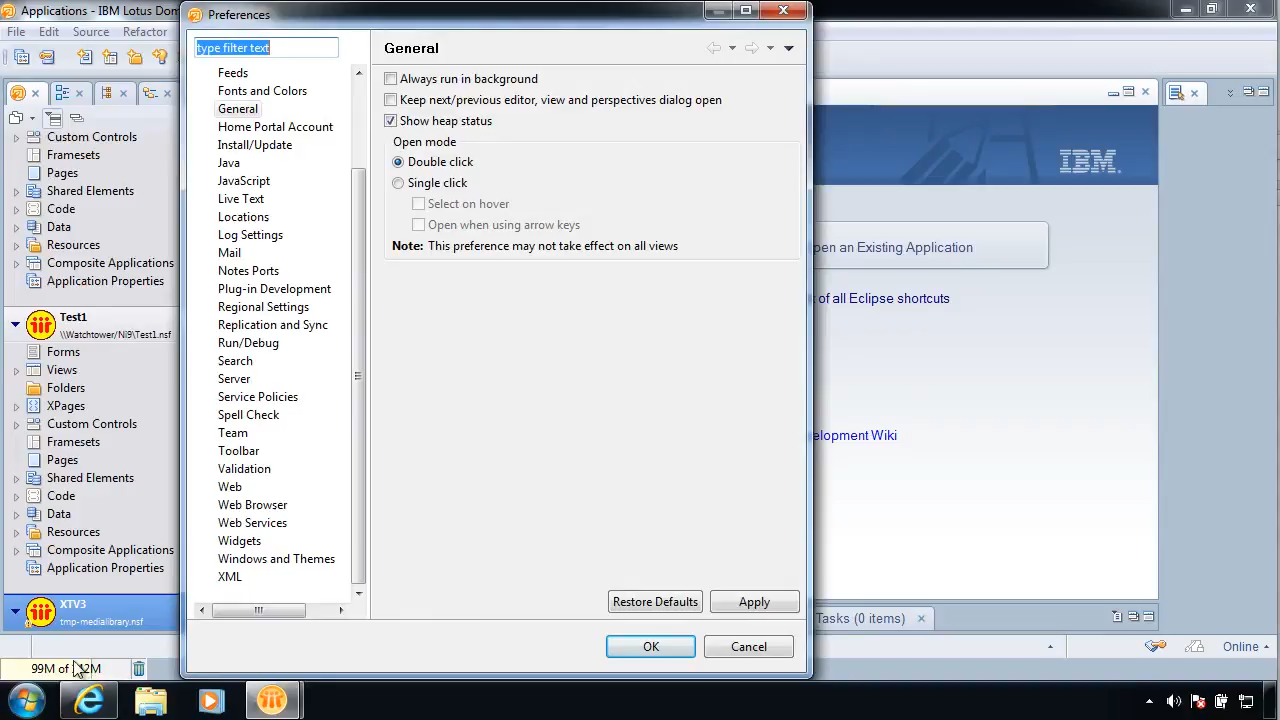 Applications - IBM Lotus Dom
File Edit Source Refactor
Custom Controls
Framesets
Pages
Shared Elements
Code
Data
Resources
Composite Applications
Application Properties
Test1
\\Watchtower/NI9\Test1.nsf
Forms
Views
Folders
XPages
Custom Controls
Framesets
Pages
Shared Elements
Code
Data
Resources
Composite Applications
Application Properties
XTV3
tmp-medialibrary.nsf
99M of
2M
Preferences
type filter text
Feeds
Fonts and Colors
General
Home Portal Account
Install/Update
Java
JavaScript
Live Text
Locations
Log Settings
Mail
Notes Ports
Plug-in Development
Regional Settings
Replication and Sync
Run/Debug
Search
Server
Service Policies
Spell Check
Team
Toolbar
Validation
Web
Web Browser
Web Services
Widgets
Windows and Themes
XML
General
Always run in background
Keep next/previous editor, view and perspectives dialog open
Show heap status
Open mode
Double click
Single click
Select on hover
Open when using arrow keys
Note: This preference may not take effect on all views
Restore Defaults Apply
OK Cancel
IBM
pen an Existing Application
of all Eclipse shortcuts
elopment Wiki
Tasks (0 items)
Online